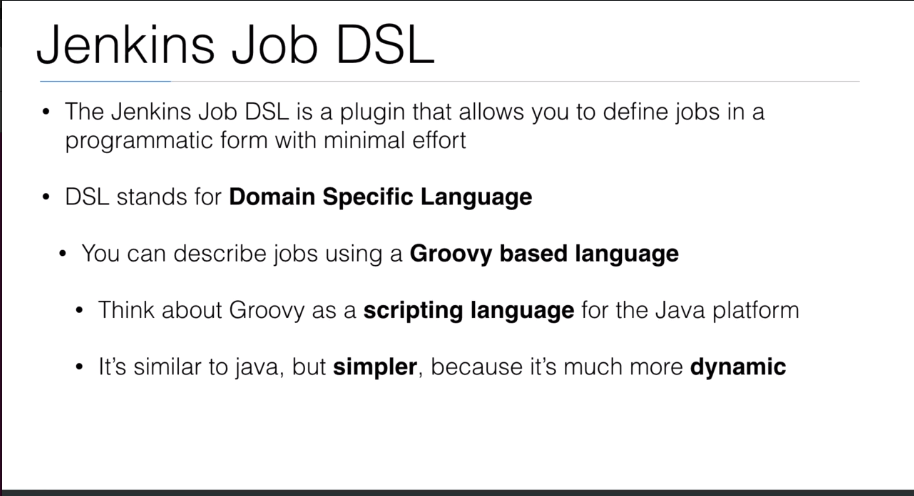 Jenkins Job DSL
• The Jenkins Job DSL is a plugin that allows you to define jobs in a
programmatic form with minimal effort
• DSL stands for Domain Specific Language
• You can describe jobs using a Groovy based language
• Think about Groovy as a scripting language for the Java platform
• It’s similar to java, but simpler, because it’s much more dynamic